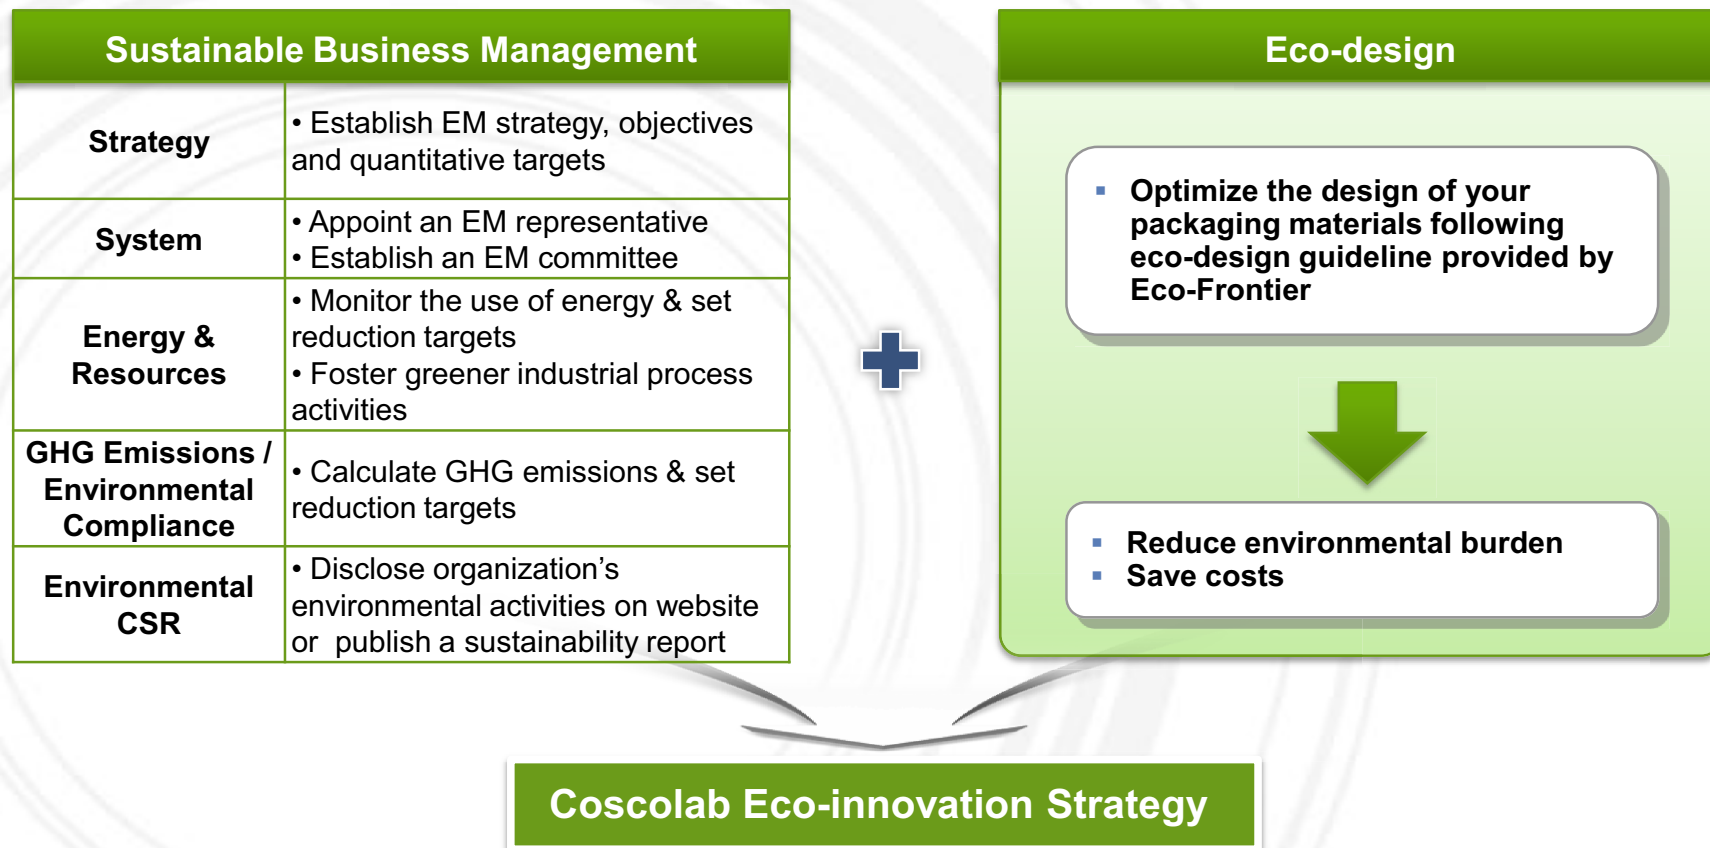 Sustainable Business Management
Strategy
• Establish EM strategy, objectives
and quantitative targets
System
• Appoint an EM representative
• Establish an EM committee
Energy &
Resources
• Monitor the use of energy & set
reduction targets
• Foster greener industrial process
activities
GHG Emissions /
Environmental
Compliance
• Calculate GHG emissions & set
reduction targets
Environmental
CSR
• Disclose organization’s
environmental activities on website
or  publish a sustainability report
Eco-design
▪ Optimize the design of your
packaging materials following
eco-design guideline provided by
Eco-Frontier
▪ Reduce environmental burden
▪ Save costs
Coscolab Eco-innovation Strategy